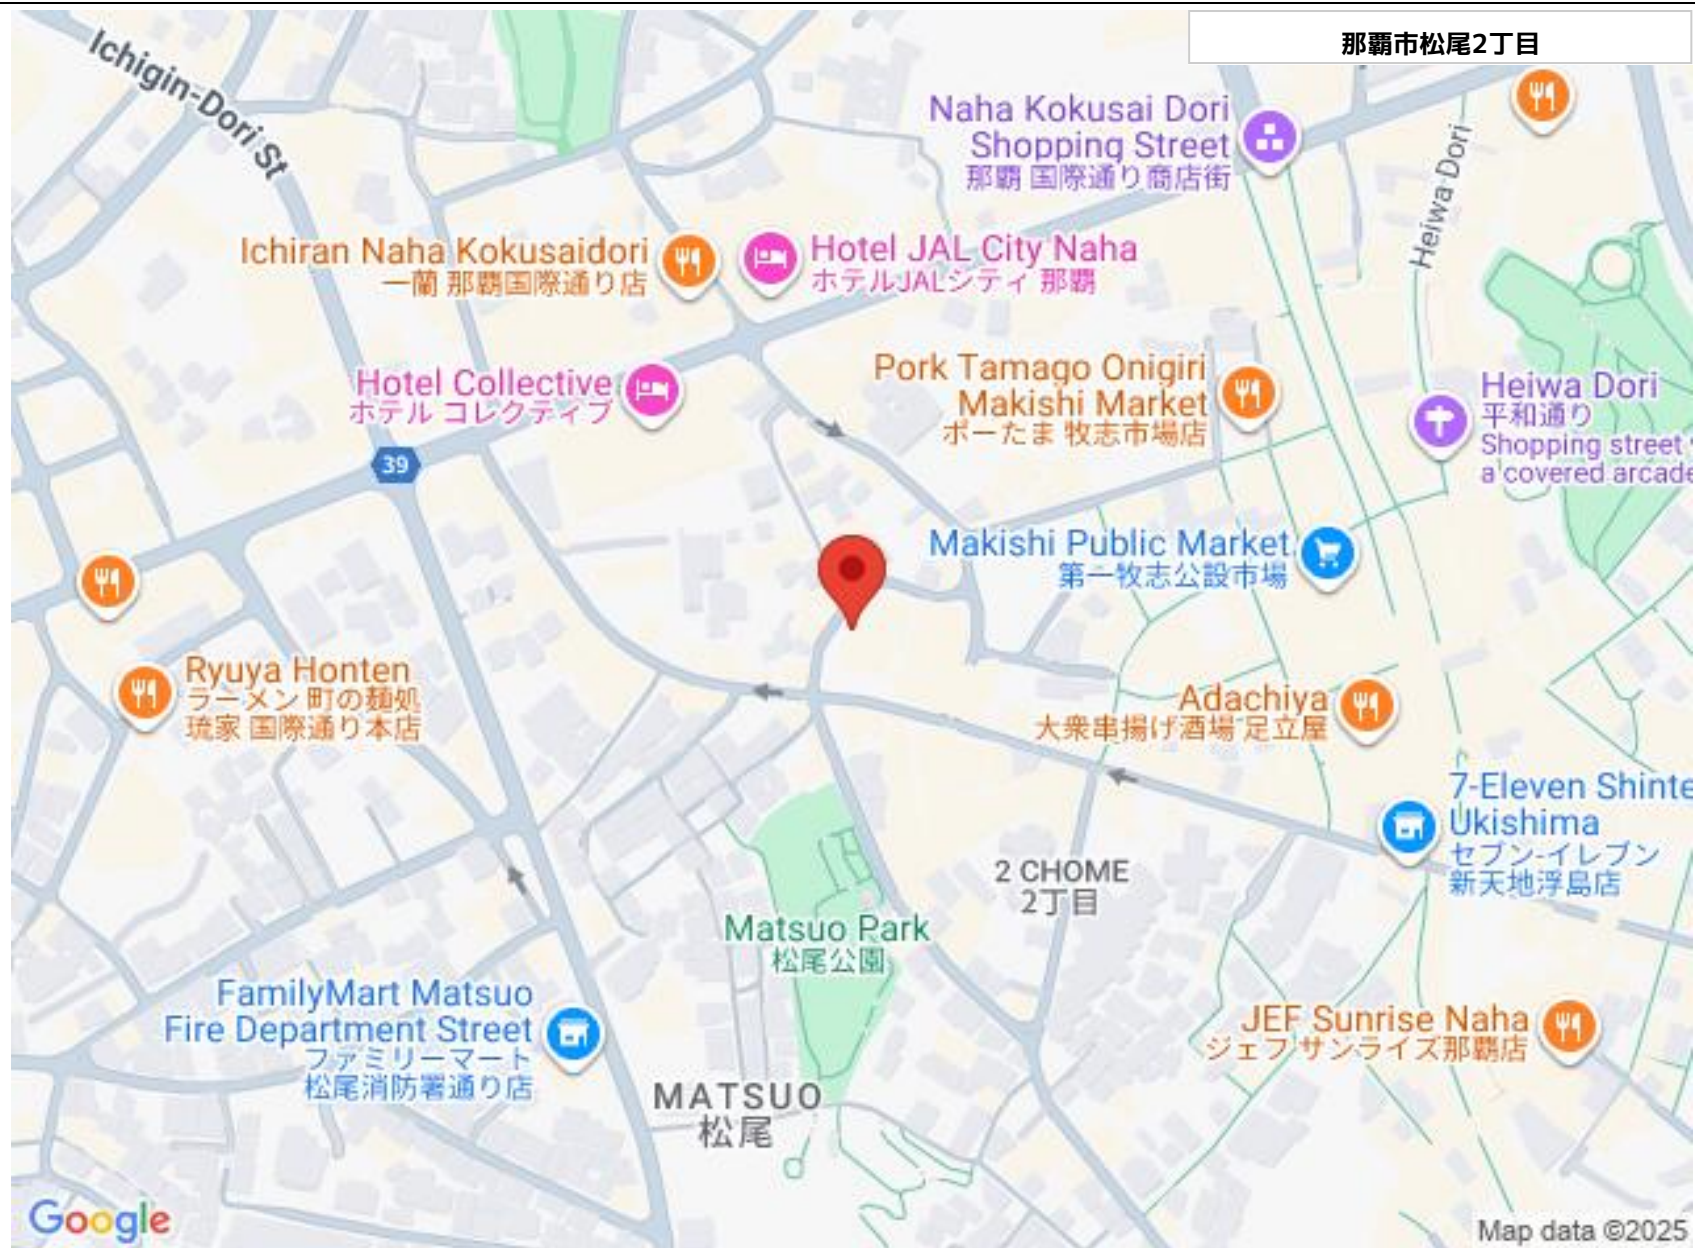 那覇市松尾2丁目
Ichigin-Dori St
Naha Kokusai Dori
Shopping Street
那覇 国際通り商店街
Heiwa Dori
Ichiran Naha Kokusaidori
一蘭 那覇国際通り店
Hotel JAL City Naha
ホテルJALシティ 那覇
Hotel Collective
ホテル コレクティブ
Pork Tamago Onigiri
Makishi Market
ポーたま 牧志市場店
Heiwa Dori
平和通り
Shopping street
a covered arcade
39
Makishi Public Market
第一牧志公設市場
Ryuya Honten
ラーメン 町の麺処
琉家 国際通り本店
Adachiya
大衆串揚げ酒場 足立屋
7-Eleven Shinte
Ukishima
セブン-イレブン
新天地浮島店
2 CHOME
2丁目
Matsuo Park
松尾公園
FamilyMart Matsuo
Fire Department Street
ファミリーマート
松尾消防署通り店
JEF Sunrise Naha
ジェフ サンライズ那覇店
MATSUO
松尾
Google
Map data ©2025